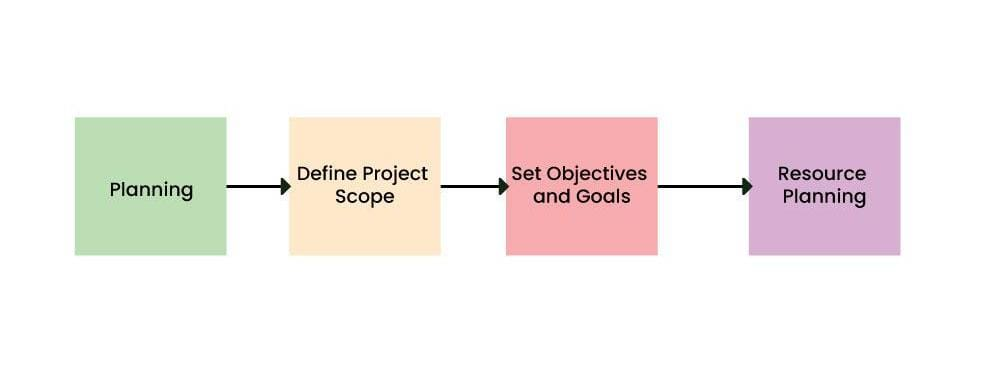 Planning
Define Project
Scope
Set Objectives
and Goals
Resource
Planning